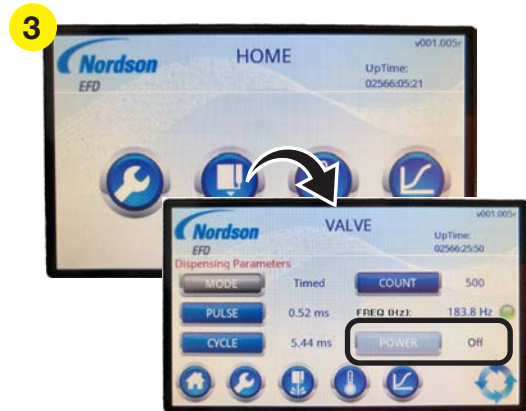 3
Nordson
EFD
HOME
v001.005r
UpTime:
02566:05:21
Nordson
EFD
VALVE
v001.005r
UpTime:
02566:25:50
Dispensing Parameters
MODE Timed COUNT 500
PULSE 0.52 ms FREQ (Hz): 183.8 Hz
CYCLE 5.44 ms POWER Off